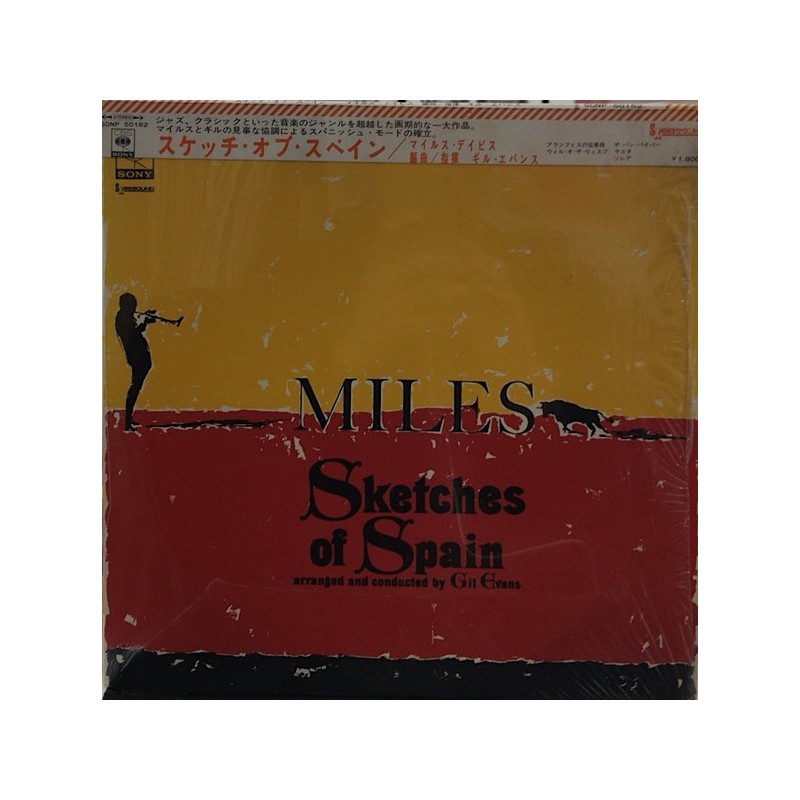 STEREO
SONP 50162
CBS
SONY
SONY
ジャズ、クラシックといった音楽のジャンルを超越した画期的な一大作品。
マイルスとギルの見事な協調によるスパニッシュ・モードの確立。
スケッチ・オブ・スペイン／マイルス・デイビス
編曲／指揮 ギル・エバンス
アランフェスの協奏曲 ザ・パン・パイパー
ウィル・オ・ザ・ウィスプ サエタ
ソレア
MILES
Sketches
of Spain
arranged and conducted by Gil Evans